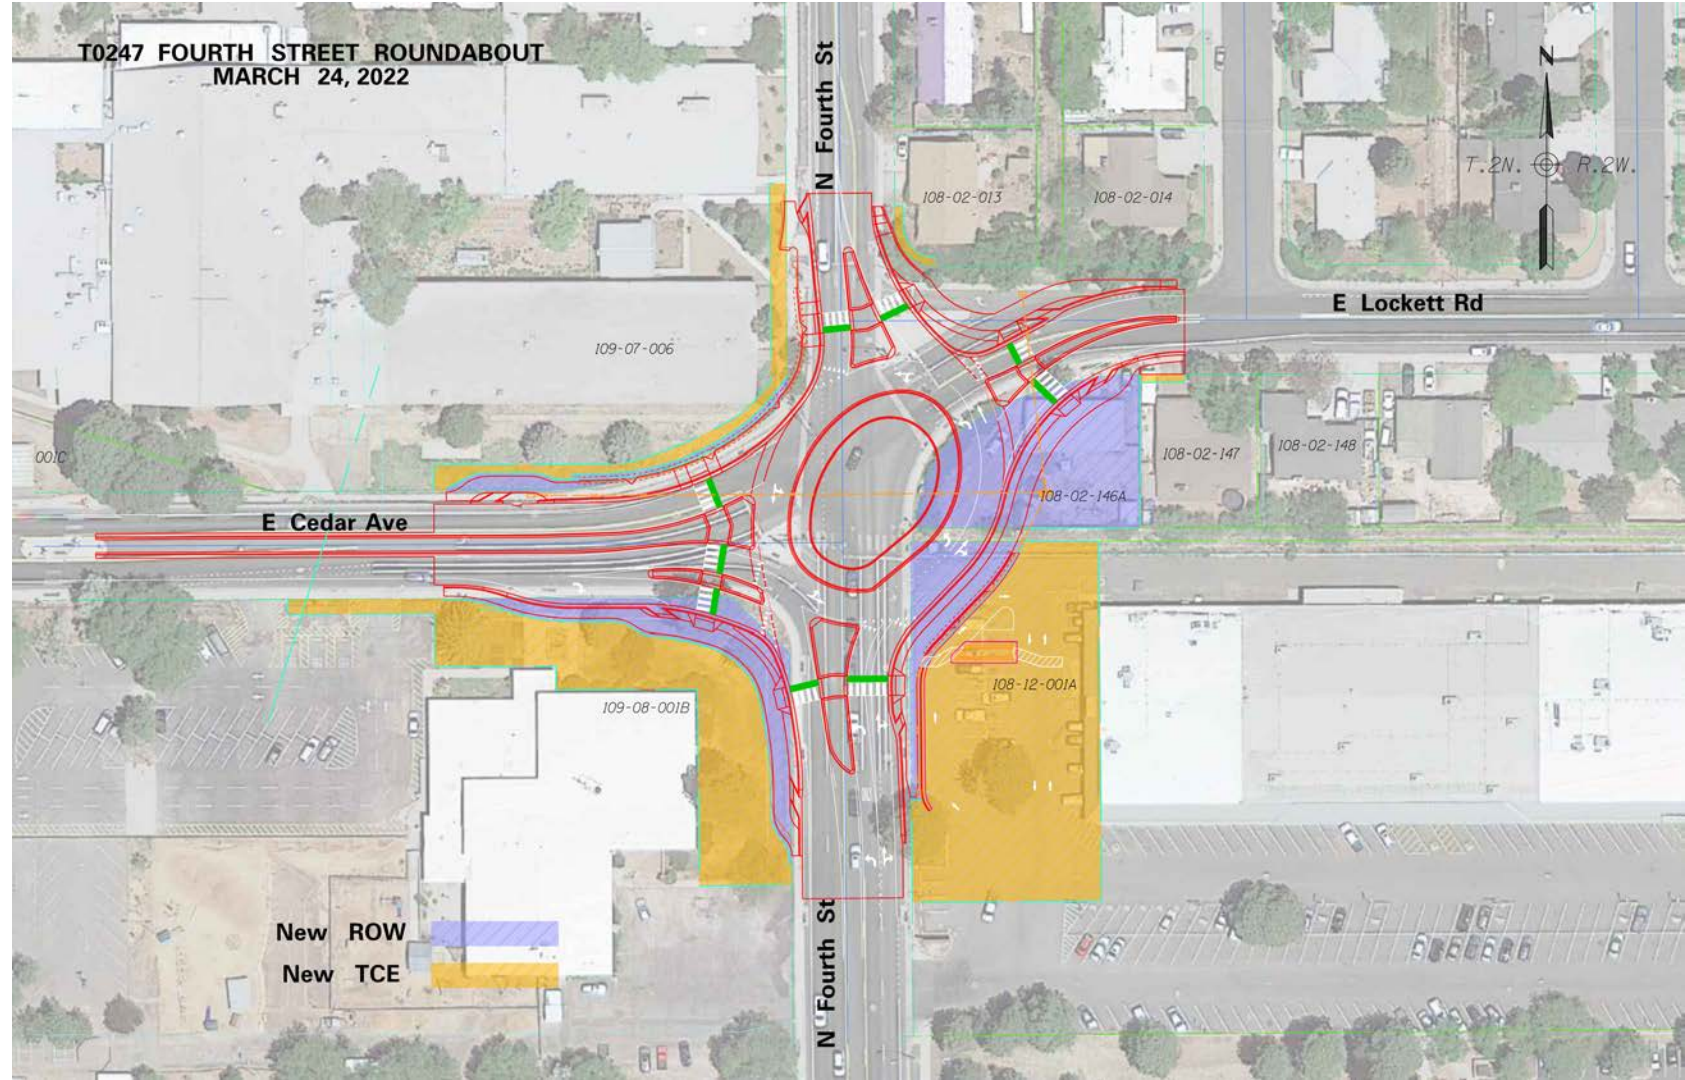 T0247 FOURTH STREET ROUNDABOUT
MARCH 24, 2022
N Fourth St
N
T.2N. R.2W.
108-02-013
108-02-014
E Lockett Rd
109-07-006
001C
108-02-147
108-02-148
108-02-146A
E Cedar Ave
108-12-001A
109-08-001B
New ROW
New TCE
N Fourth St